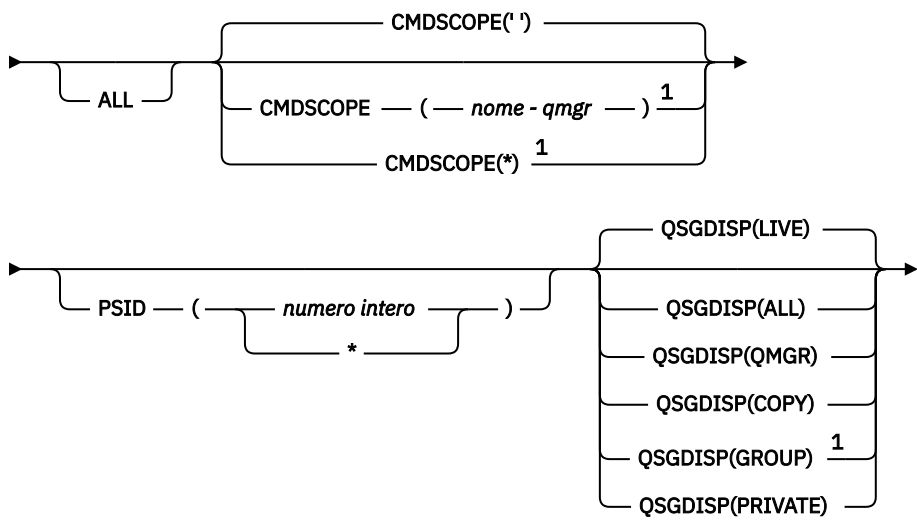 CMDSCOPE(' ')
ALL
CMDSCOPE ( nome - qmgr ) 1
CMDSCOPE(*) 1
QSGDISP(LIVE)
PSID ( numero intero )
*
QSGDISP(ALL)
QSGDISP(QMGR)
QSGDISP(COPY)
QSGDISP(GROUP) 1
QSGDISP(PRIVATE)